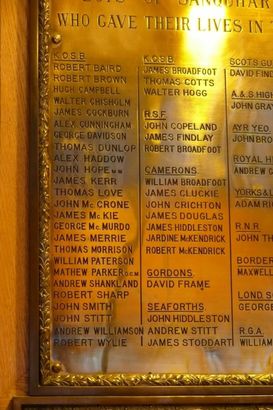 OF SANQUHAR
WHO GAVE THEIR LIVES IN
K.O.S.B.
ROBERT BAIRD
ROBERT BROWN
HUGH CAMPBELL
WALTER CHISHOLM
JAMES COCKBURN
ALEX. CUNNINGHAM
GEORGE DAVIDSON
THOMAS DUNLOP
ALEX HADDOW
JOHN HOPE M.M.
JAMES KERR
THOMAS LOVE
JOHN McCRONE
JAMES McKIE
GEORGE McMURDO
JAMES MERRIE
THOMAS MORRISON
WILLIAM PATERSON
MATHEW PARKER D.C.M.
ANDREW SHANKLAND
ROBERT SHARP
JOHN SMITH
JOHN STITT
ANDREW WILLIAMSON
ROBERT WYLIE
K.O.S.B.
JAMES BROADFOOT
THOMAS COTTS
WALTER HOGG
R.S.F.
JOHN COPELAND
JAMES FINDLAY
ROBERT BROADFOOT
CAMERONS.
WILLIAM BROADFOOT
JAMES CLUCKIE
JOHN CRICHTON
JAMES DOUGLAS
JAMES HIDDLESTON
JARDINE McKENDRICK
ROBERT McKENDRICK
GORDONS.
DAVID FRAME
SEAFORTHS.
JOHN HIDDLESTON
ANDREW STITT
JAMES STODDART
SCOTS GU
DAVID FIN
A.& S. HIGH
JOHN GRAY
AYR YEO.
JOHN BRO
ROYAL H
ANDREW
YORKS & L
ADAM RI
R.N.R.
JOHN TH
BORDER
MAXWEL
LOND. S
GEORGE
R.G.A.
WILLIAM